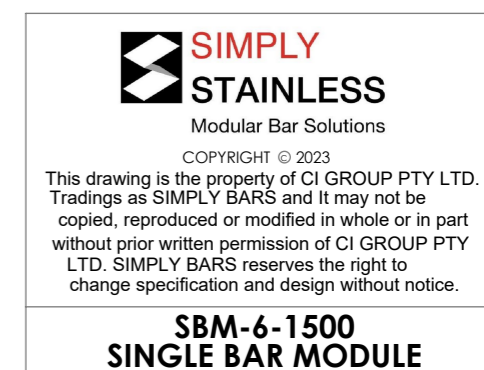 SIMPLY
STAINLESS
Modular Bar Solutions
COPYRIGHT © 2023
This drawing is the property of CI GROUP PTY LTD.
Tradings as SIMPLY BARS and It may not be
copied, reproduced or modified in whole or in part
without prior written permission of CI GROUP PTY
LTD. SIMPLY BARS reserves the right to
change specification and design without notice.
SBM-6-1500
SINGLE BAR MODULE